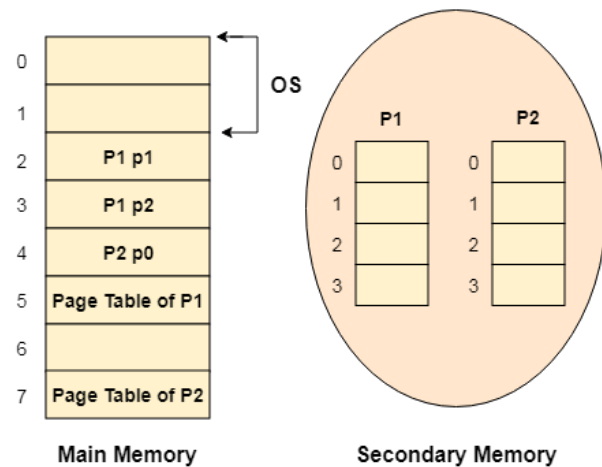 0
OS
1
P1
P2
2
P1 p1
0
0
3
P1 p2
1
1
4
P2 p0
2
2
5
Page Table of P1
3
3
6
7
Page Table of P2
Main Memory
Secondary Memory